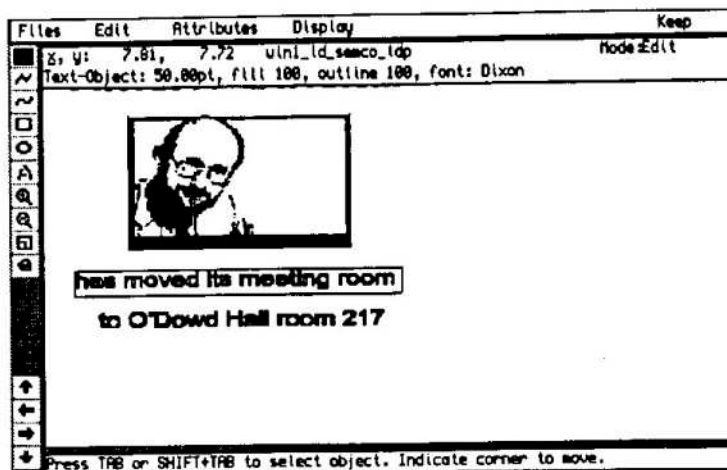 Files Edit Attributes Display Keep
x, y: 7.81, 7.72 Mode:Edit
Text-Object: 50.00pt, fill 100, outline 100, font: Dixon
has moved its meeting room
to O'Dowd Hall room 217
Press TAB or SHIFT+TAB to select object. Indicate corner to move.